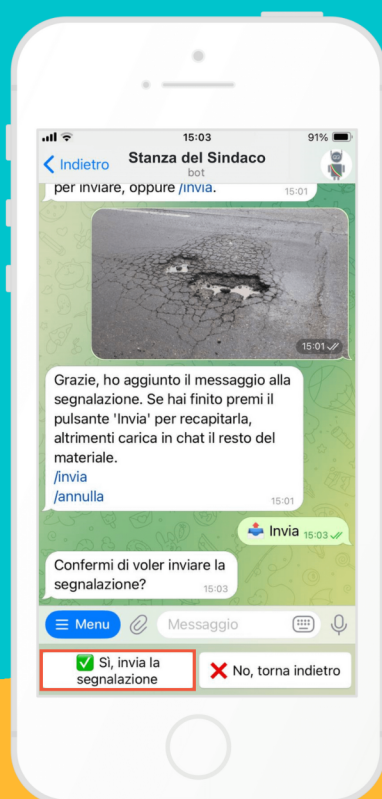 15:03
91%
Indietro
Stanza del Sindaco
bot
per inviare, oppure /invia.
15:01
15:01
Grazie, ho aggiunto il messaggio alla
segnalazione. Se hai finito premi il
pulsante 'Invia' per recapitarla,
altrimenti carica in chat il resto del
materiale.
/invia
/annulla
15:01
Invia 15:03
Confermi di voler inviare la
segnalazione?
15:03
Menu
Messaggio
Sì, invia la
segnalazione
No, torna indietro